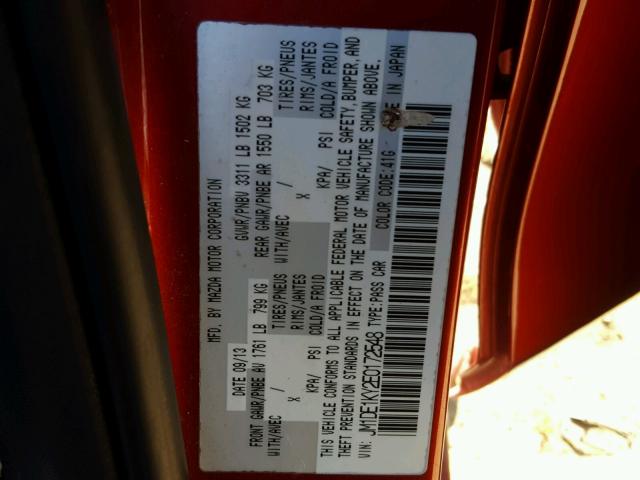 MFD. BY MAZDA MOTOR CORPORATION
DATE 09/13 GVWR/PNBV 3311 LB 1502 KG
FRONT GAWR/PNBE AV 1761 LB 799 KG REAR GAWR/PNBE AR 1550 LB 703 KG
WITH/AVEC TIRES/PNEUS WITH/AVEC TIRES/PNEUS
/ RIMS/JANTES / RIMS/JANTES
X KPA/ PSI COLD/A FROID X KPA/ PSI COLD/A FROID
THIS VEHICLE CONFORMS TO ALL APPLICABLE FEDERAL MOTOR VEHICLE SAFETY, BUMPER, AND
THEFT PREVENTION STANDARDS IN EFFECT ON THE DATE OF MANUFACTURE SHOWN ABOVE.
VIN: JM1DE1KY2E0172548 TYPE:PASS CAR COLOR CODE:41G IN JAPAN